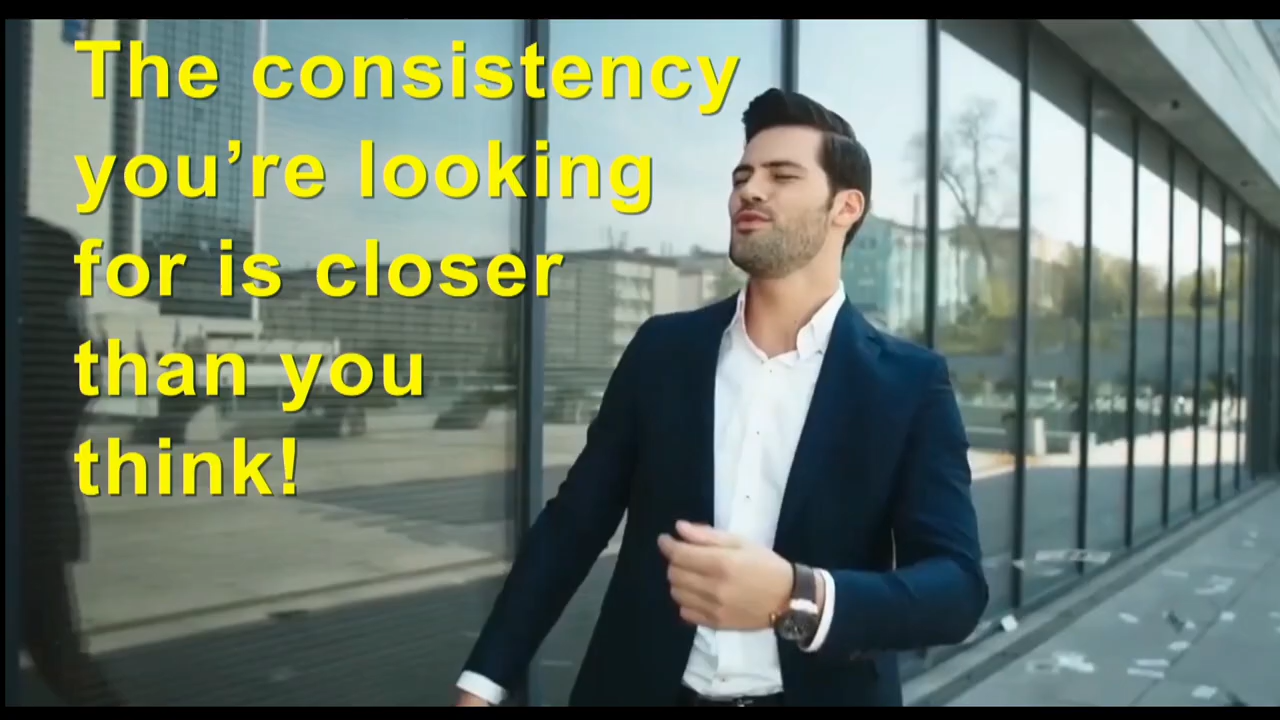 The consistency
you’re looking
for is closer
than you
think!